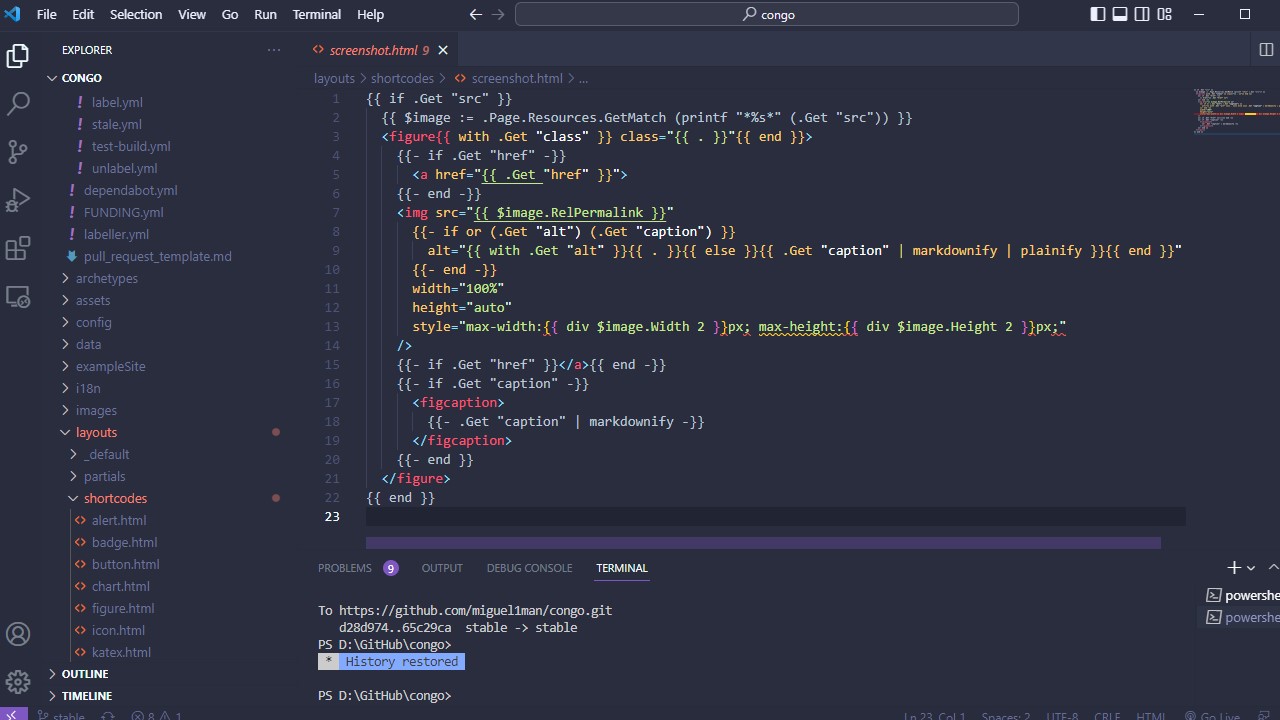 File Edit Selection View Go Run Terminal Help
congo
EXPLORER
CONGO
label.yml
stale.yml
test-build.yml
unlabel.yml
dependabot.yml
FUNDING.yml
labeller.yml
pull_request_template.md
archetypes
assets
config
data
exampleSite
i18n
images
layouts
_default
partials
shortcodes
alert.html
badge.html
button.html
chart.html
figure.html
icon.html
katex.html
OUTLINE
TIMELINE
screenshot.html 9
layouts > shortcodes > screenshot.html > ...
1 {{ if .Get "src" }}
2 {{ $image := .Page.Resources.GetMatch (printf "*%s*" (.Get "src")) }}
3 <figure{{ with .Get "class" }} class="{{ . }}"{{ end }}>
4 {{- if .Get "href" -}}
5 <a href="{{ .Get "href" }}">
6 {{- end -}}
7 <img src="{{ $image.RelPermalink }}"
8 {{- if or (.Get "alt") (.Get "caption") }}
9 alt="{{ with .Get "alt" }}{{ . }}{{ else }}{{ .Get "caption" | markdownify | plainify }}{{ end }}"
10 {{- end -}}
11 width="100%"
12 height="auto"
13 style="max-width:{{ div $image.Width 2 }}px; max-height:{{ div $image.Height 2 }}px;"
14 />
15 {{- if .Get "href" }}</a>{{ end -}}
16 {{- if .Get "caption" -}}
17 <figcaption>
18 {{- .Get "caption" | markdownify -}}
19 </figcaption>
20 {{- end }}
21 </figure>
22 {{ end }}
23
PROBLEMS 9 OUTPUT DEBUG CONSOLE TERMINAL
To https://github.com/miguel1man/congo.git
d28d974..65c29ca stable -> stable
PS D:\GitHub\congo>
* History restored
PS D:\GitHub\congo>
powershe
powershe
stable 8 1 Ln 23, Col 1 Spaces: 2 UTF-8 CRLF HTML Go Live